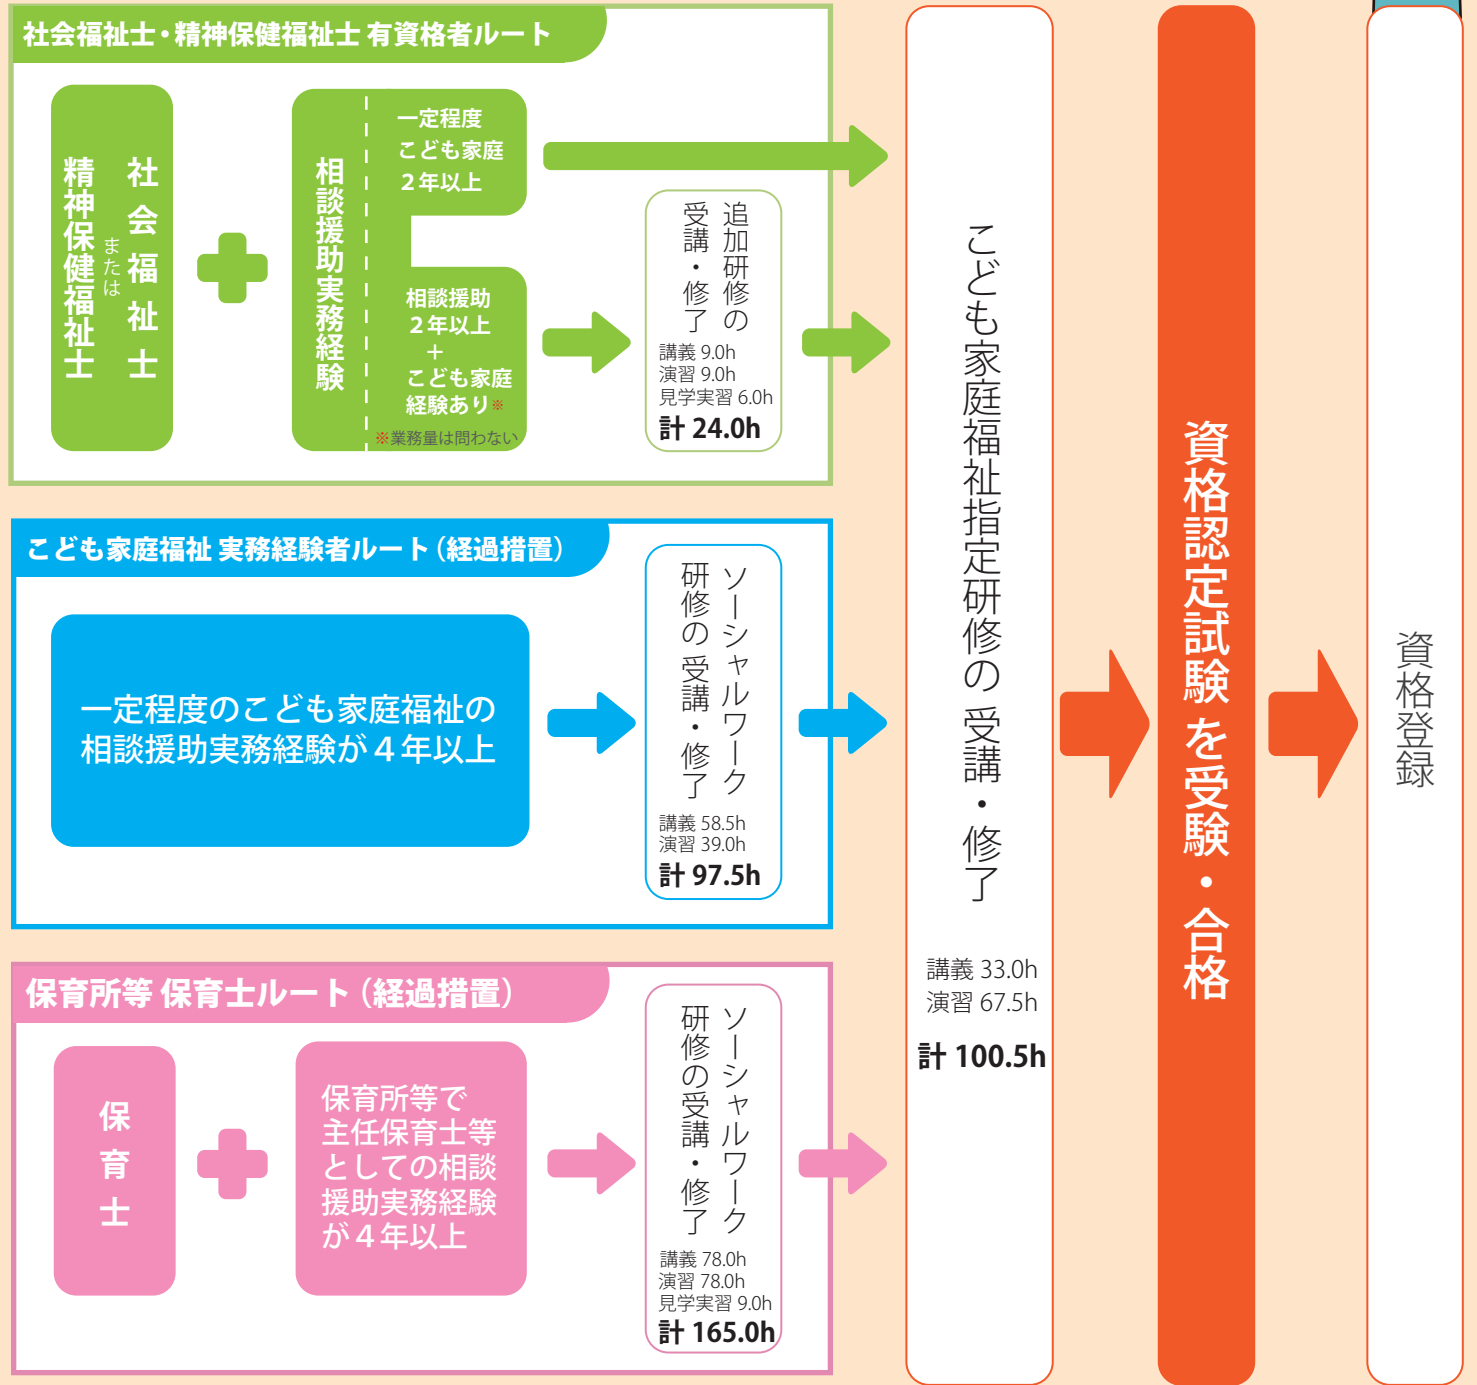 社会福祉士・精神保健福祉士 有資格者ルート
社会福祉士
または
精神保健福祉士
相談援助実務経験
一定程度
こども家庭
２年以上
相談援助
２年以上
＋
こども家庭
経験あり※
※業務量は問わない
追加研修の
受講・修了
講義 9.0h
演習 9.0h
見学実習 6.0h
計 24.0h
こども家庭福祉 実務経験者ルート（経過措置）
一定程度のこども家庭福祉の
相談援助実務経験が４年以上
ソーシャルワーク
研修の 受講・修了
講義 58.5h
演習 39.0h
計 97.5h
保育所等 保育士ルート（経過措置）
保育士
保育所等で
主任保育士等
としての相談
援助実務経験
が４年以上
ソーシャルワーク
研修の受講・修了
講義 78.0h
演習 78.0h
見学実習 9.0h
計 165.0h
こども家庭福祉指定研修の 受講・修了
講義 33.0h
演習 67.5h
計 100.5h
資格認定試験を受験・合格
資格登録